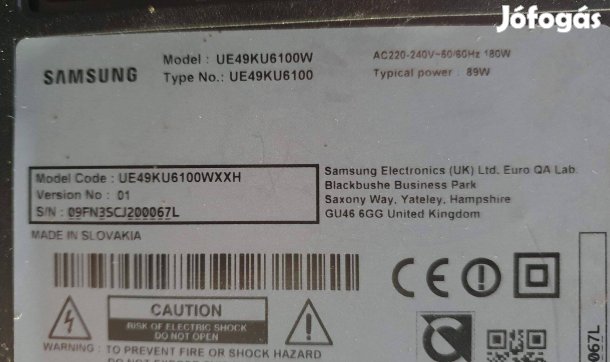 Jófogás
SAMSUNG
Model : UE49KU6100W
Type No.: UE49KU6100
AC220-240V~50/60Hz 180W
Typical power : 89W
Model Code : UE49KU6100WXXH
Version No : 01
S/N : 09FN3SCJ200067L
Samsung Electronics (UK) Ltd. Euro QA Lab.
Blackbushe Business Park
Saxony Way, Yateley, Hampshire
GU46 6GG United Kingdom
MADE IN SLOVAKIA
CAUTION
RISK OF ELECTRIC SHOCK
DO NOT OPEN
WARNING : TO PREVENT FIRE OR SHOCK HAZARD
067L